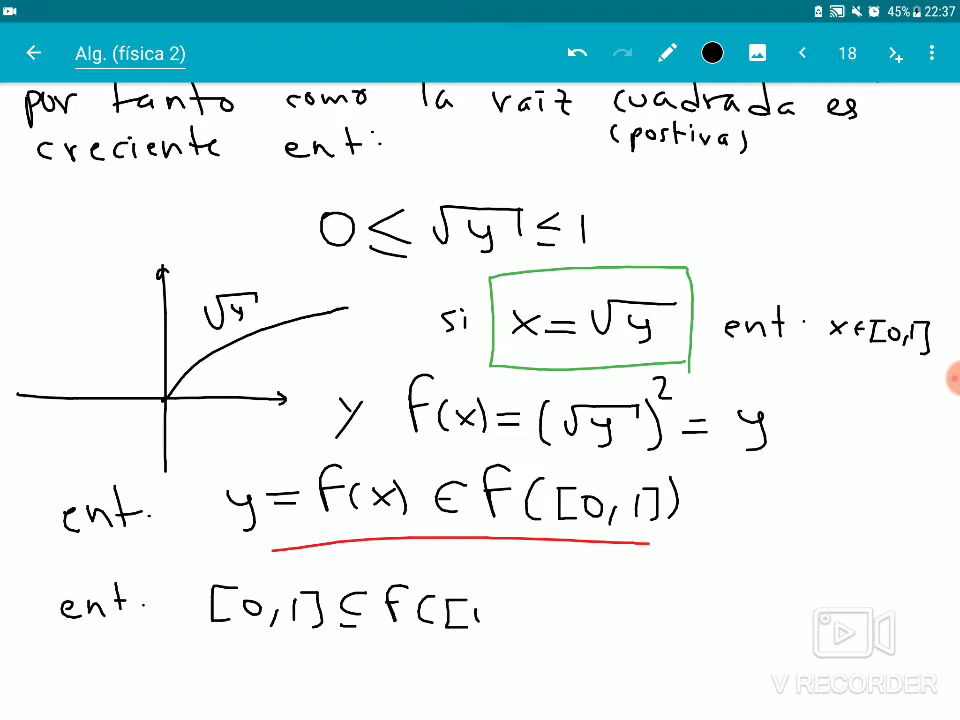 45% 22:37
Alg. (física 2)
18
por tanto como la raíz cuadrada es
(postiva)
creciente ent:
0 ≤ √y ≤ 1
√y
si x = √y ent. x ∈ [0,1]
y f(x) = (√y)² = y
ent. y = f(x) ∈ f([0,1])
ent. [0,1] ⊆ f([
V RECORDER